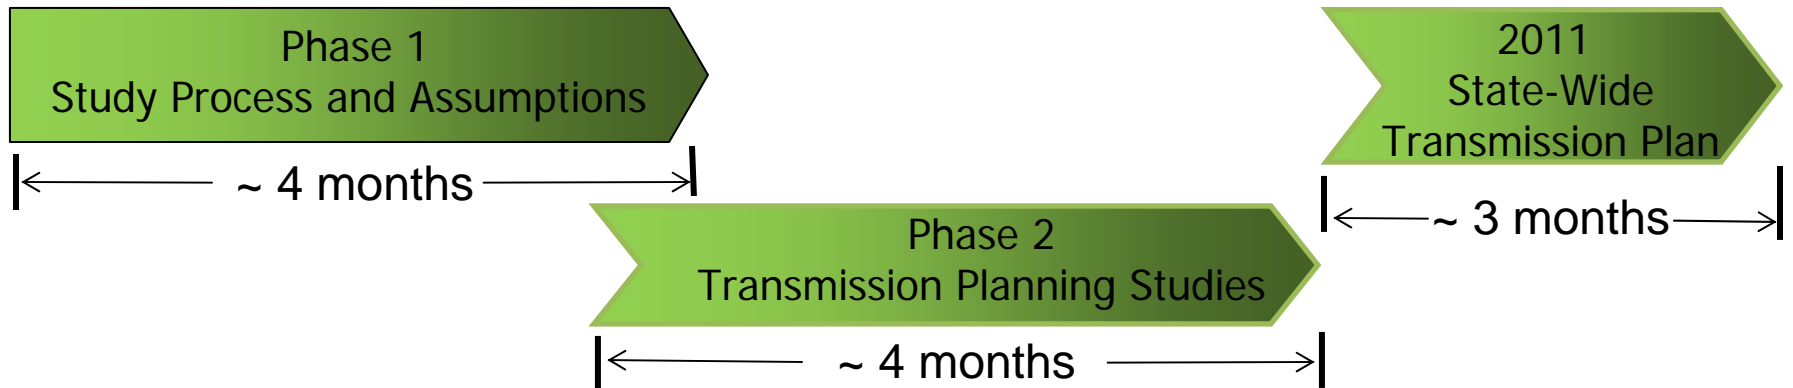 Phase 1
Study Process and Assumptions
~ 4 months
Phase 2
Transmission Planning Studies
~ 4 months
2011
State-Wide
Transmission Plan
~ 3 months